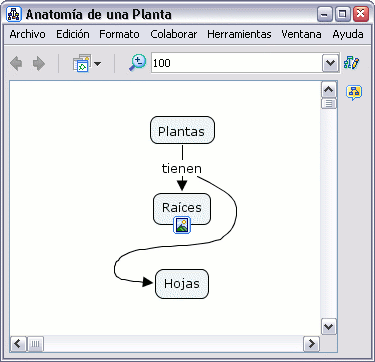 Anatomía de una Planta
Archivo Edición Formato Colaborar Herramientas Ventana Ayuda
100
Plantas
tienen
Raíces
Hojas